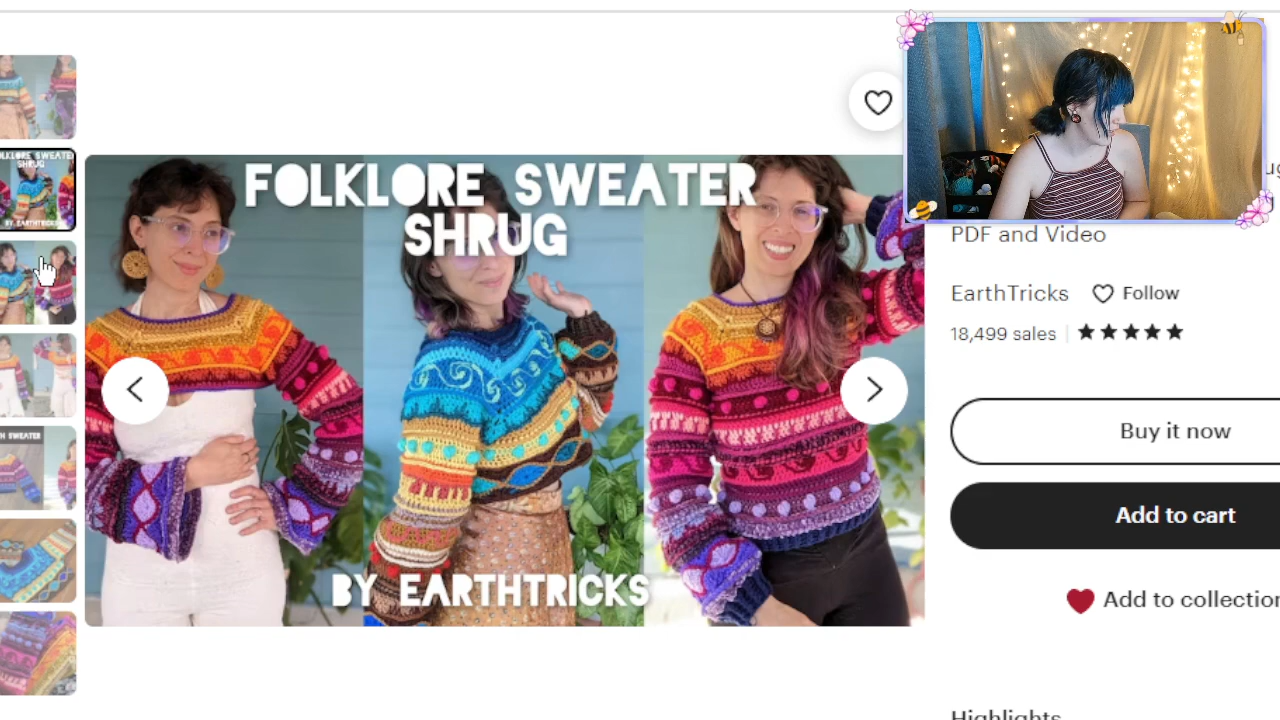 FOLKLORE SWEATER
SHRUG
BY EARTHTRICKS
PDF and Video
EarthTricks
Follow
18,499 sales
Buy it now
Add to cart
Add to collection
Highlights